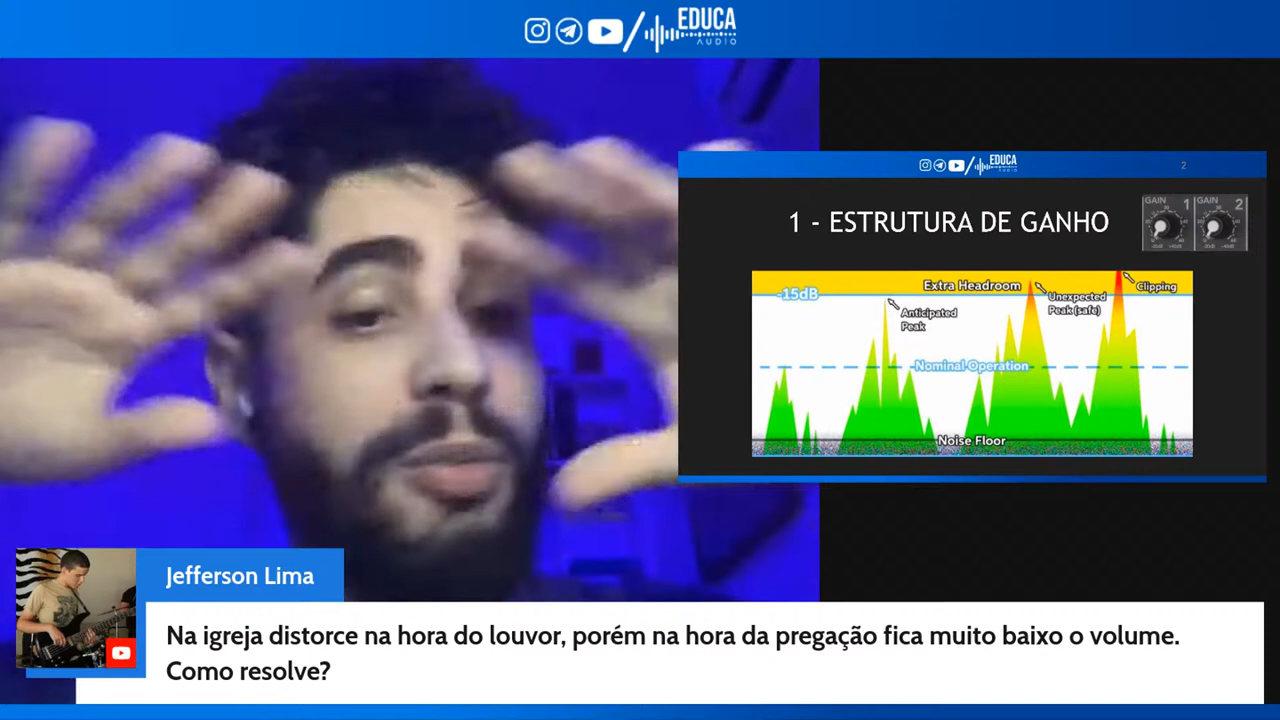 EDUCA
AUDIO
EDUCA
2
1 - ESTRUTURA DE GANHO
GAIN 1 GAIN 2
-15dB
Extra Headroom
Clipping
Unexpected
Peak (safe)
Anticipated
Peak
Nominal Operation
Noise Floor
Jefferson Lima
Na igreja distorce na hora do louvor, porém na hora da pregação fica muito baixo o volume.
Como resolve?